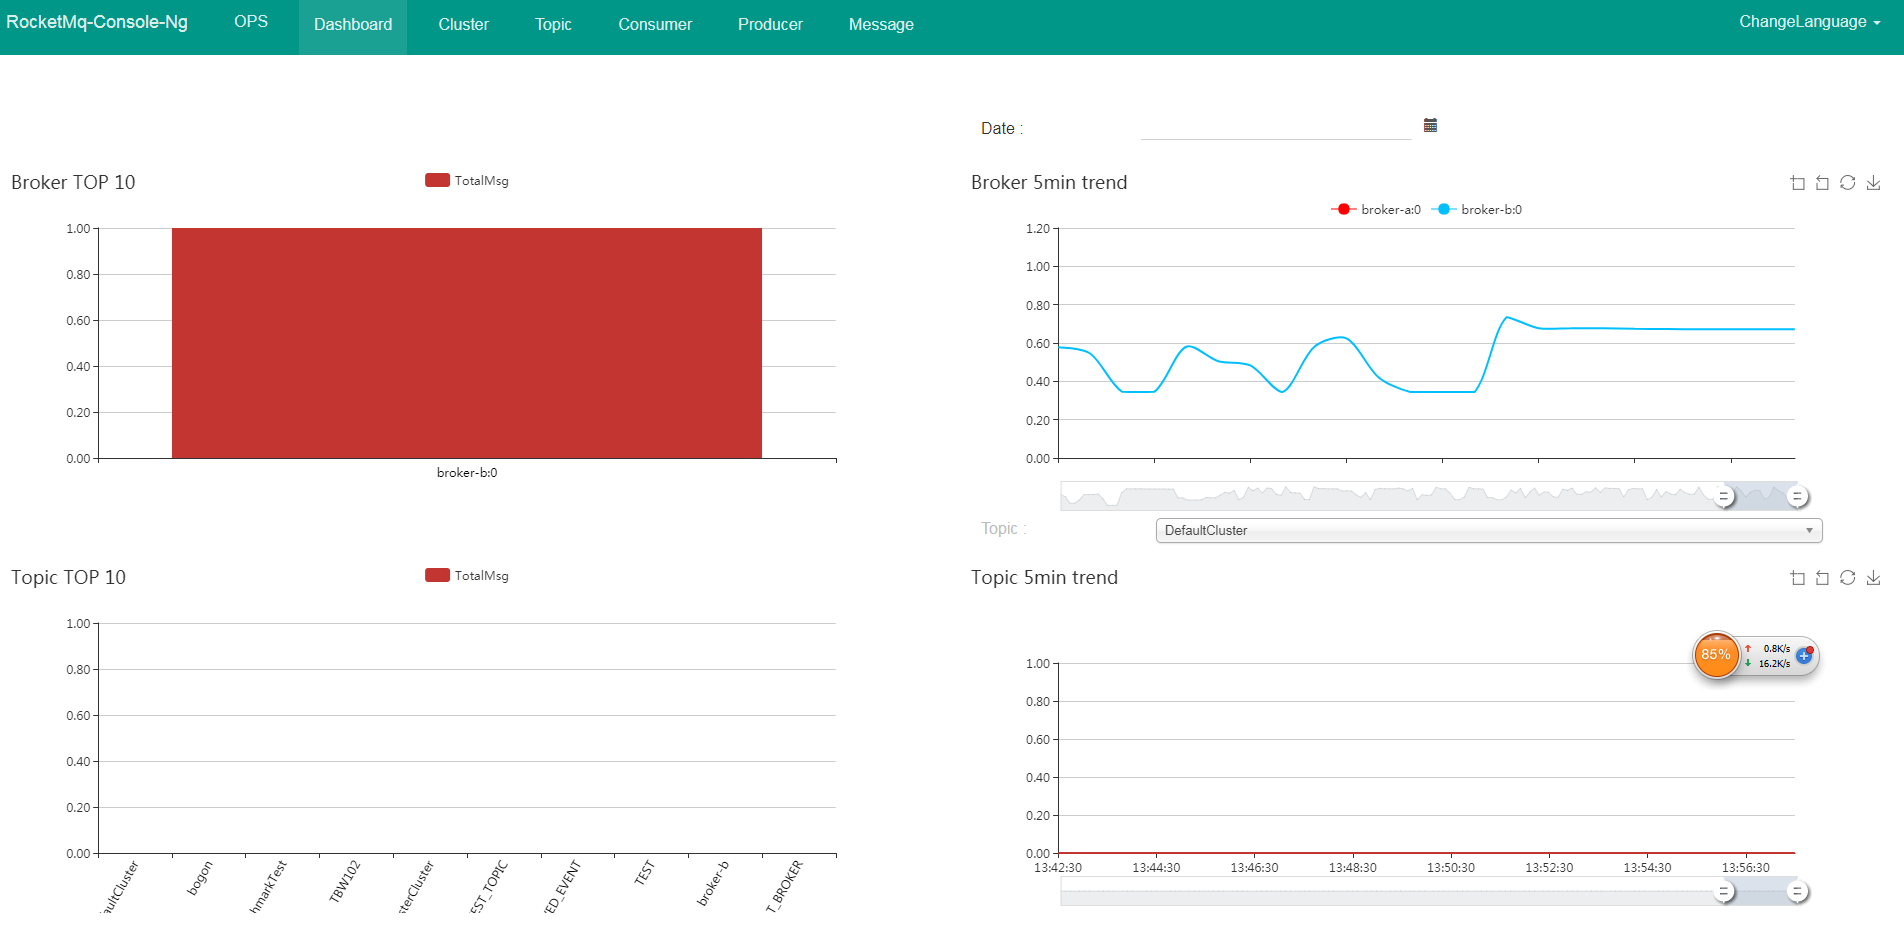 RocketMq-Console-Ng OPS Dashboard Cluster Topic Consumer Producer Message ChangeLanguage
Date :
Broker TOP 10
TotalMsg
1.00
0.80
0.60
0.40
0.20
0.00
broker-b:0
Broker 5min trend
broker-a:0 broker-b:0
1.20
1.00
0.80
0.60
0.40
0.20
0.00
Topic :
DefaultCluster
Topic TOP 10
TotalMsg
1.00
0.80
0.60
0.40
0.20
0.00
aultCluster bogon hmarkTest TBW102 sterCluster EST_TOPIC VED_EVENT TEST broker-b T_BROKER
Topic 5min trend
85%
0.8K/s
16.2K/s
1.00
0.80
0.60
0.40
0.20
0.00
13:42:30 13:44:30 13:46:30 13:48:30 13:50:30 13:52:30 13:54:30 13:56:30